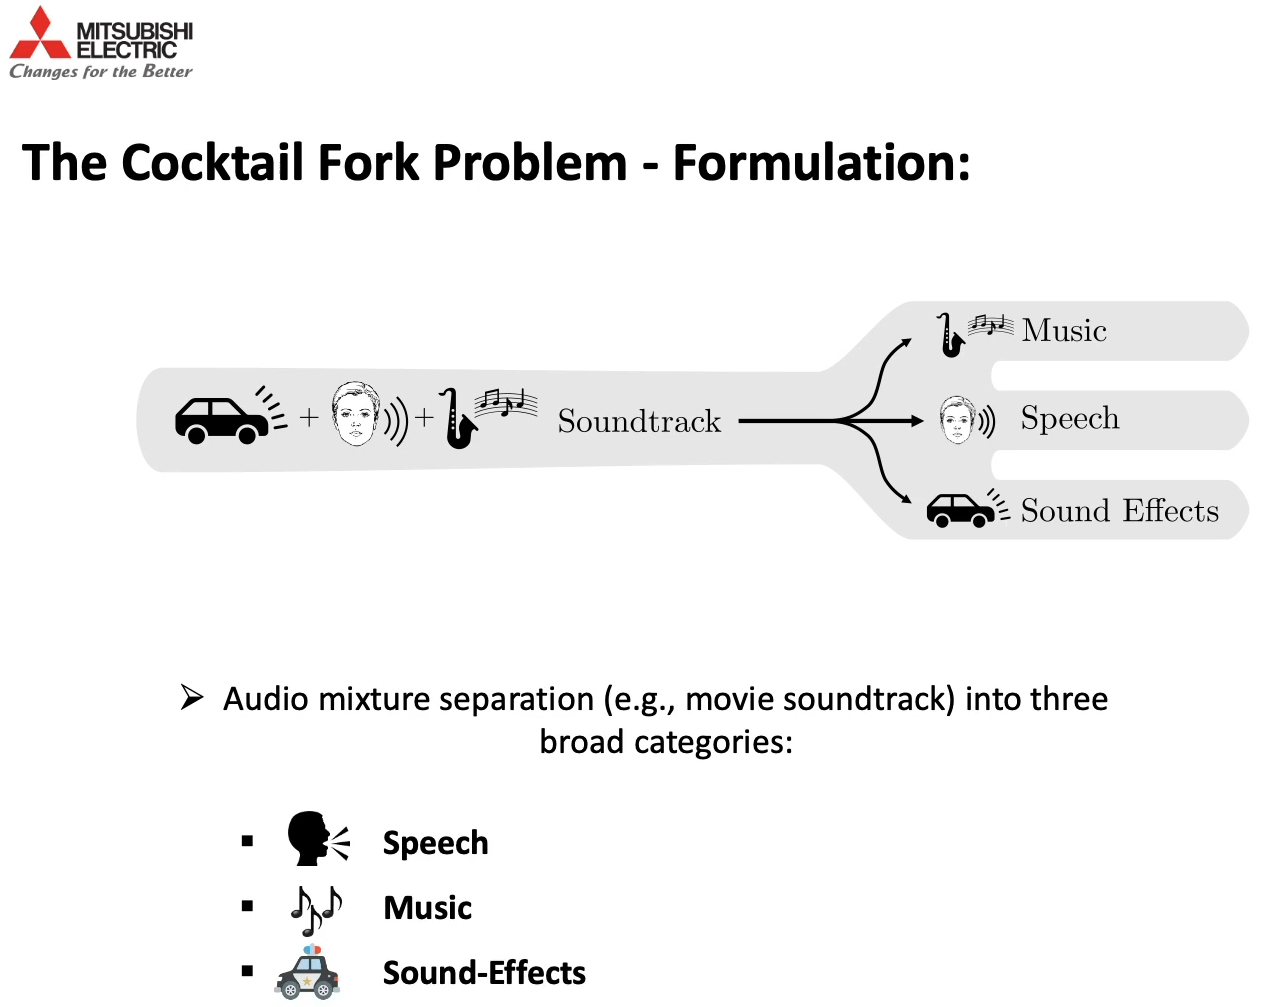 MITSUBISHI
ELECTRIC
Changes for the Better
The Cocktail Fork Problem - Formulation:
+ + Soundtrack
Music
Speech
Sound Effects
➢ Audio mixture separation (e.g., movie soundtrack) into three
broad categories:
▪ Speech
▪ Music
▪ Sound-Effects